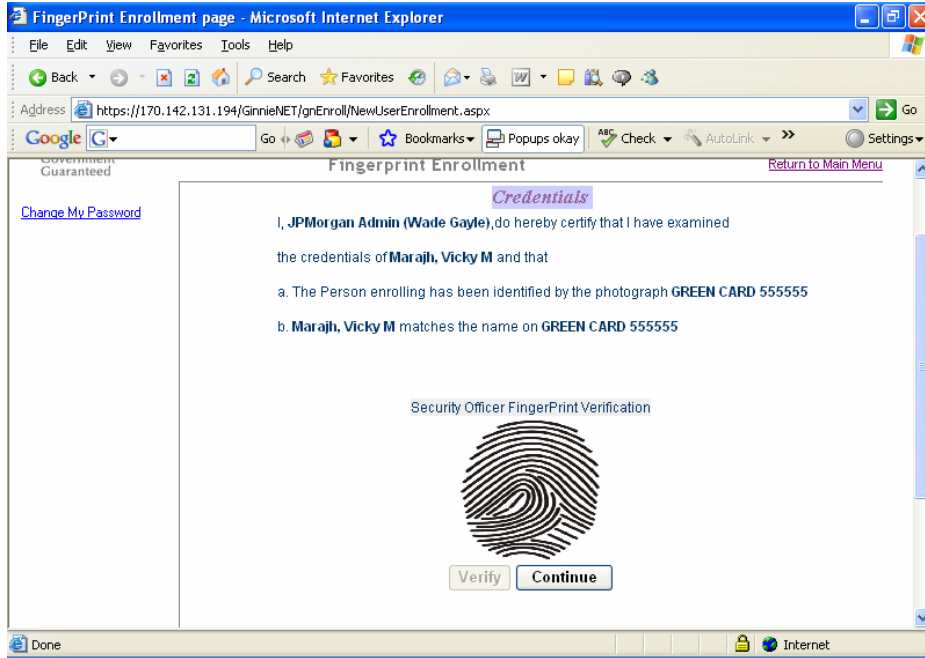 FingerPrint Enrollment page - Microsoft Internet Explorer
File Edit View Favorites Tools Help
Back Search Favorites
Address https://170.142.131.194/GinnieNET/gnEnroll/NewUserEnrollment.aspx Go
Google G Go Bookmarks Popups okay ABC Check AutoLink » Settings
Government Fingerprint Enrollment Return to Main Menu
Guaranteed
Credentials
Change My Password
I, JPMorgan Admin (Wade Gayle),do hereby certify that I have examined
the credentials of Marajh, Vicky M and that
a. The Person enrolling has been identified by the photograph GREEN CARD 555555
b. Marajh, Vicky M matches the name on GREEN CARD 555555
Security Officer FingerPrint Verification
Verify Continue
Done Internet